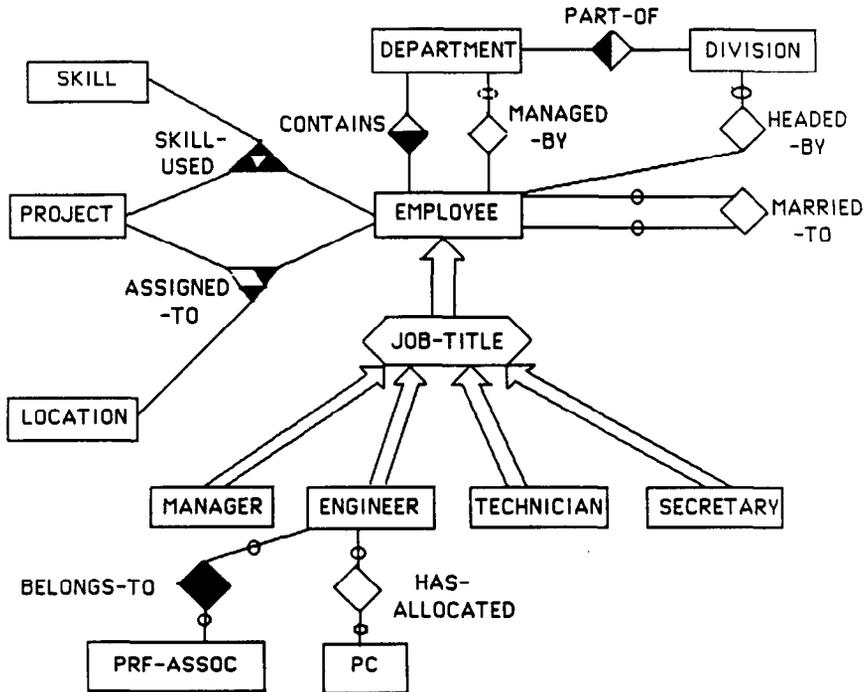 PART-OF
DEPARTMENT
DIVISION
SKILL
CONTAINS
MANAGED
-BY
HEADED
-BY
SKILL-
USED
PROJECT
EMPLOYEE
MARRIED
-TO
ASSIGNED
-TO
JOB-TITLE
LOCATION
MANAGER
ENGINEER
TECHNICIAN
SECRETARY
BELONGS-TO
HAS-
ALLOCATED
PRF-ASSOC
PC